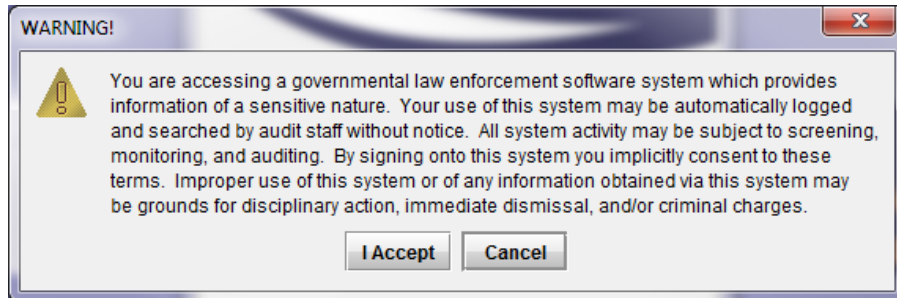 WARNING!
You are accessing a governmental law enforcement software system which provides
information of a sensitive nature.  Your use of this system may be automatically logged
and searched by audit staff without notice.  All system activity may be subject to screening,
monitoring, and auditing.  By signing onto this system you implicitly consent to these
terms.  Improper use of this system or of any information obtained via this system may
be grounds for disciplinary action, immediate dismissal, and/or criminal charges.
I Accept Cancel